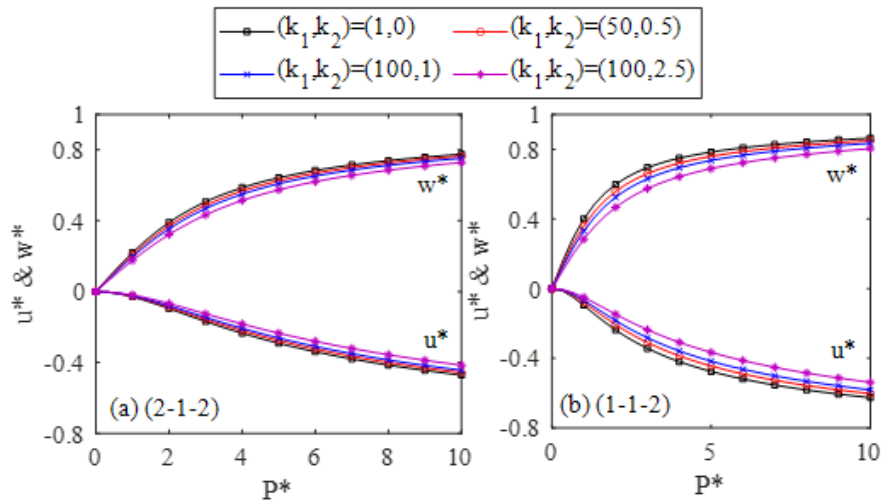 (k₁,k₂)=(1,0) (k₁,k₂)=(50,0.5)
(k₁,k₂)=(100,1) (k₁,k₂)=(100,2.5)
u* & w*
1
0.8
0.4
0
-0.4
-0.8
w*
u*
(a) (2-1-2)
0 2 4 6 8 10
P*
u* & w*
1
0.8
0.4
0
-0.4
-0.8
w*
u*
(b) (1-1-2)
0 5 10
P*